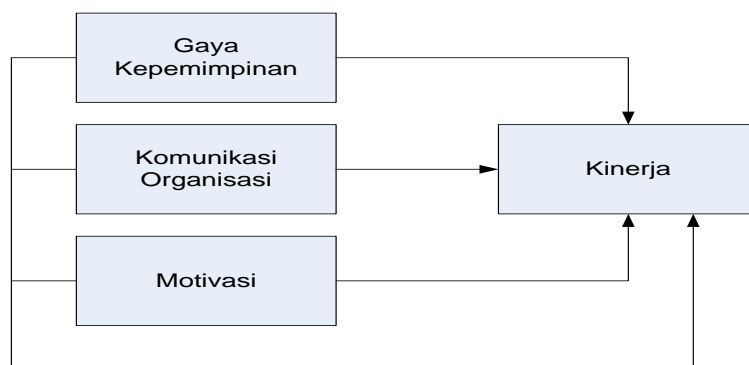 Gaya
Kepemimpinan
Komunikasi
Organisasi
Kinerja
Motivasi